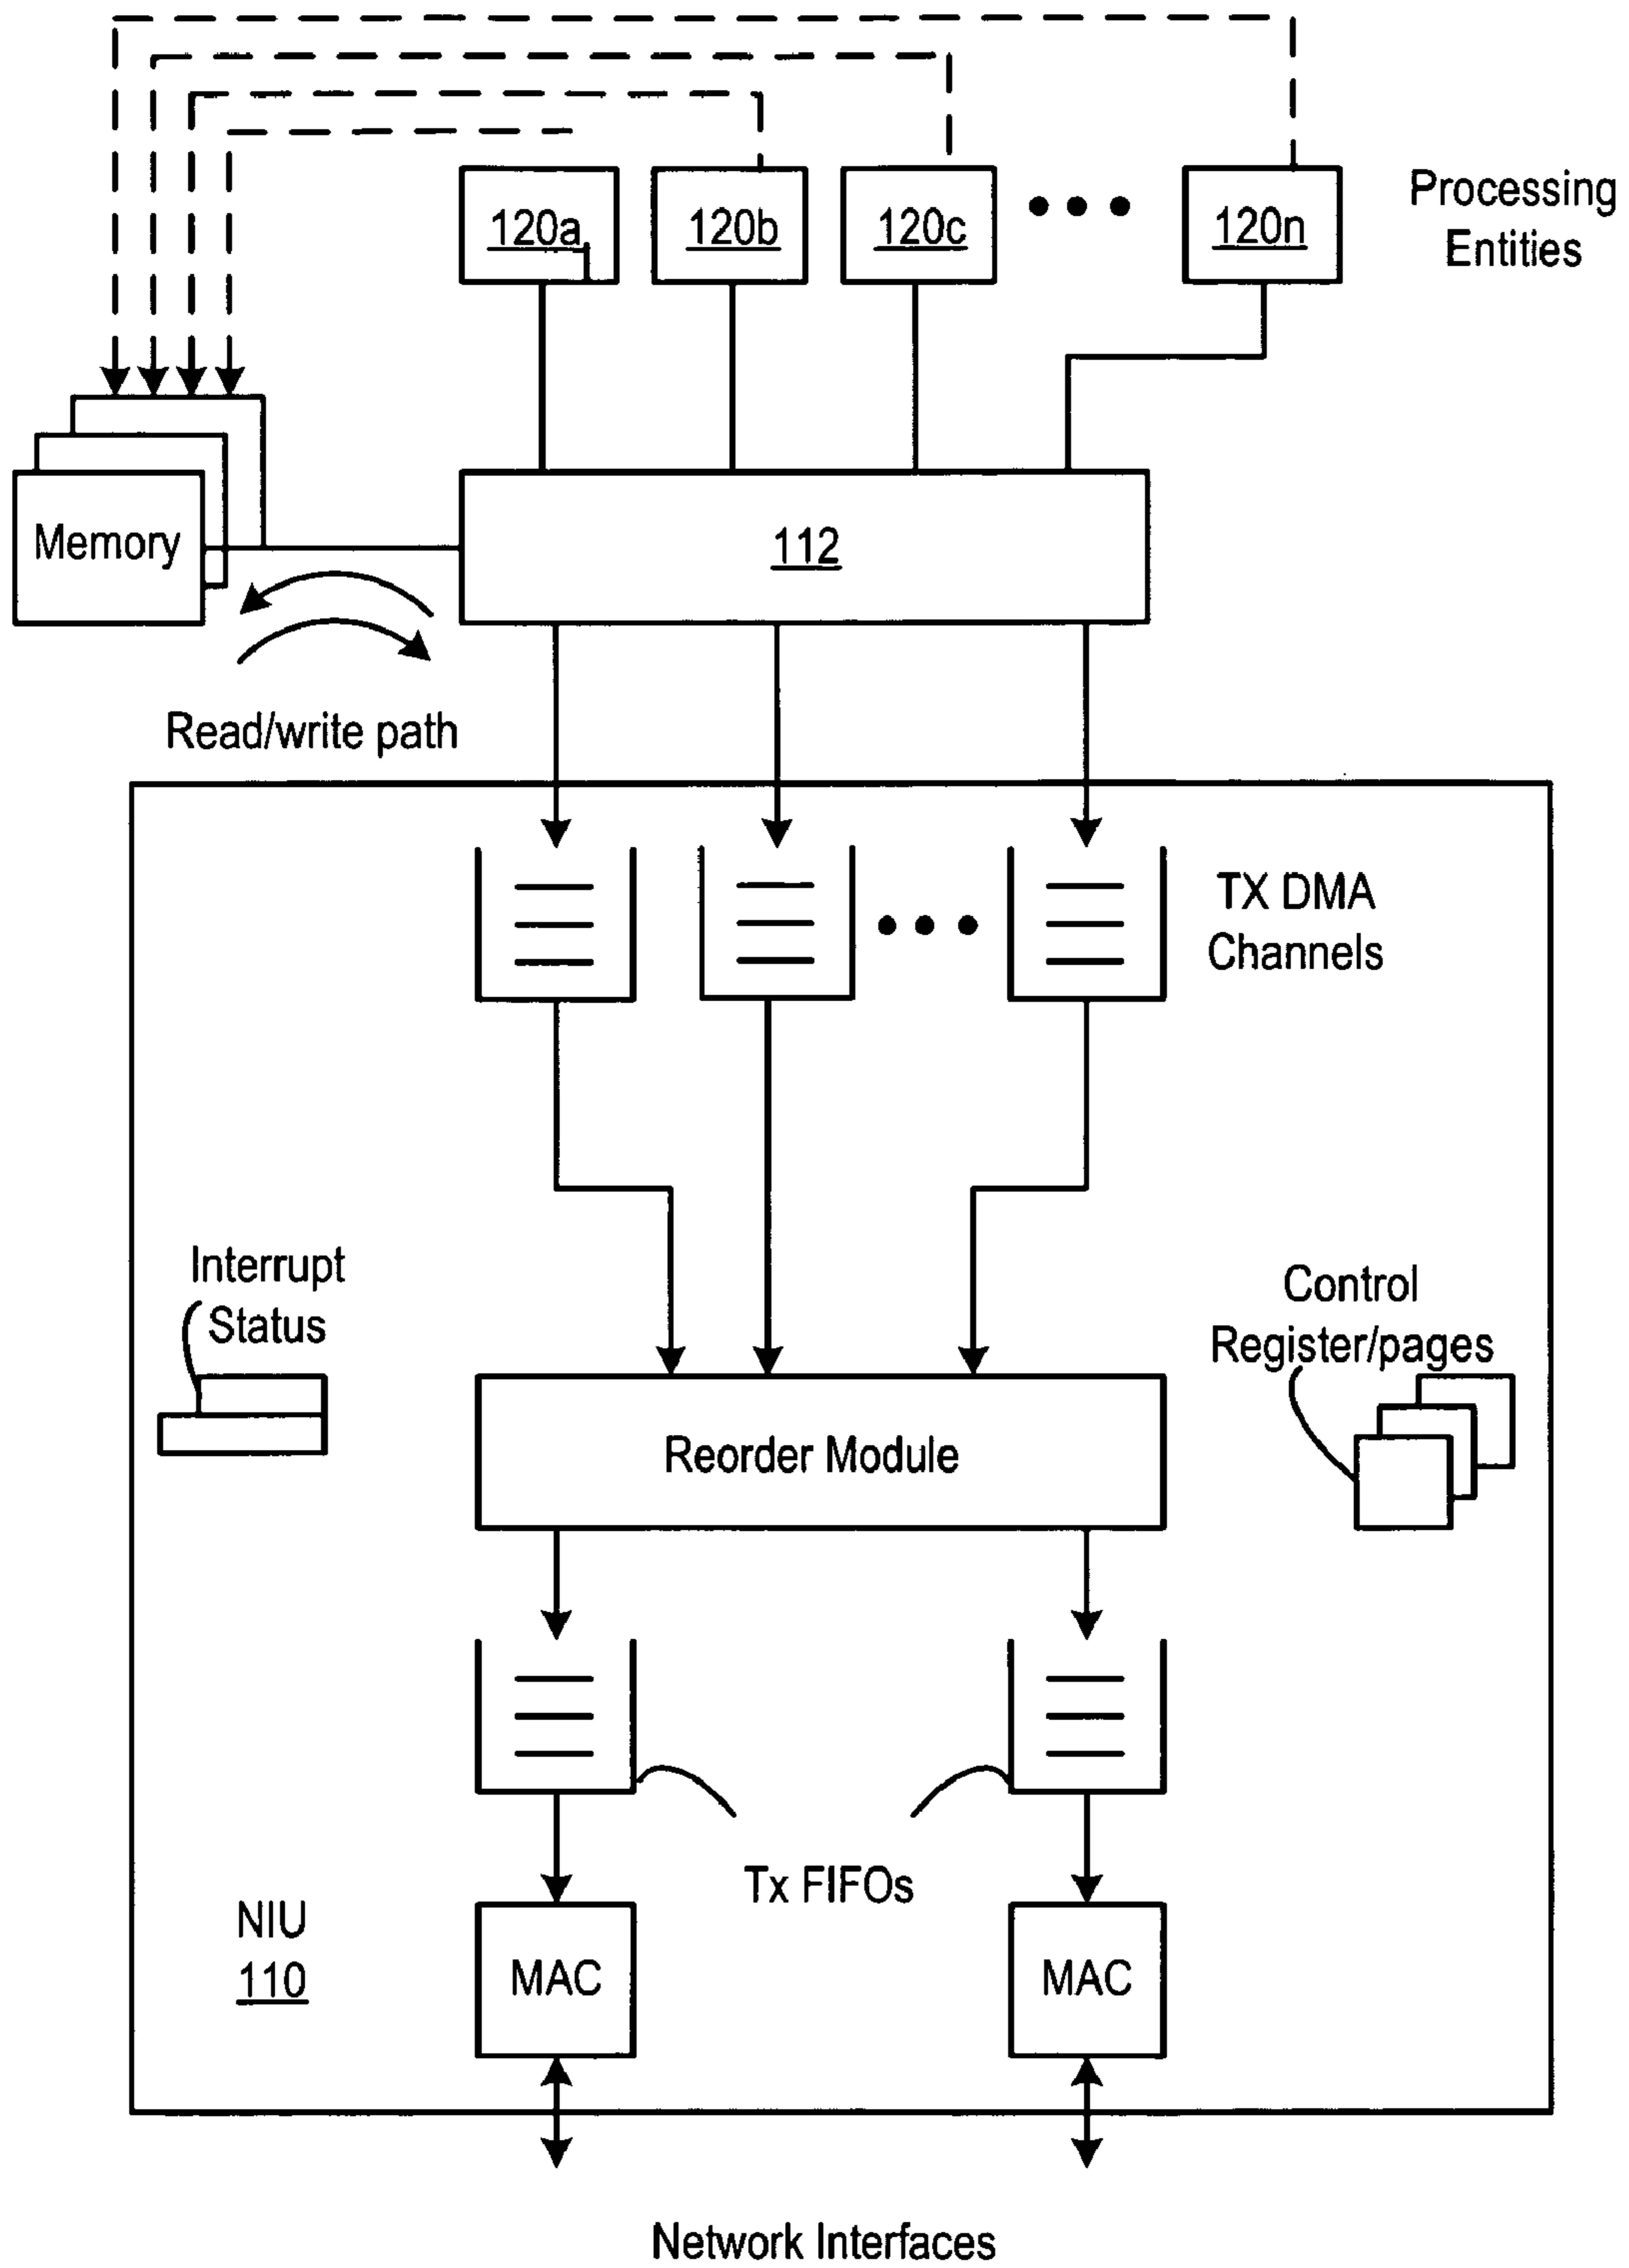 120a
120b
120c
120n
Processing
Entities
Memory
112
Read/write path
TX DMA
Channels
Interrupt
Status
Control
Register/pages
Reorder Module
Tx FIFOs
NIU
110
MAC
MAC
Network Interfaces